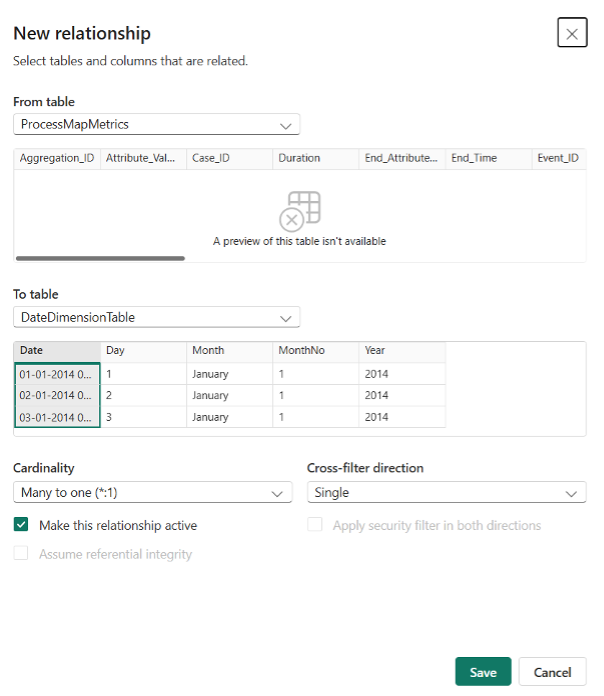 New relationship
Select tables and columns that are related.
From table
ProcessMapMetrics
Aggregation_ID Attribute_Val... Case_ID Duration End_Attribute... End_Time Event_ID
A preview of this table isn't available
To table
DateDimensionTable
Date Day Month MonthNo Year
01-01-2014 0... 1 January 1 2014
02-01-2014 0... 2 January 1 2014
03-01-2014 0... 3 January 1 2014
Cardinality Cross-filter direction
Many to one (*:1) Single
Make this relationship active Apply security filter in both directions
Assume referential integrity
Save Cancel